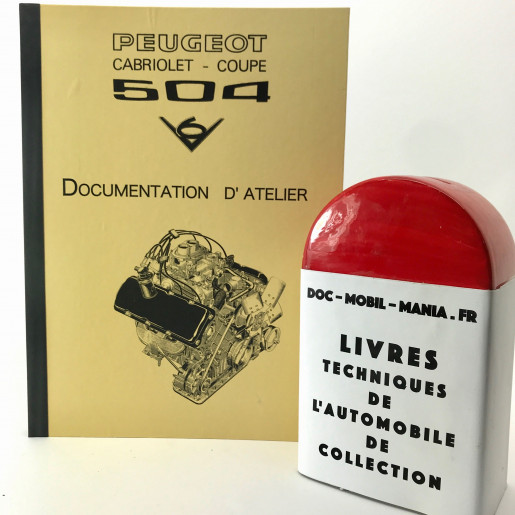 PEUGEOT
CABRIOLET - COUPE
504
V6
DOCUMENTATION D'ATELIER
DOC-MOBIL-MANIA.FR
LIVRES
TECHNIQUES
DE
L'AUTOMOBILE
DE
COLLECTION